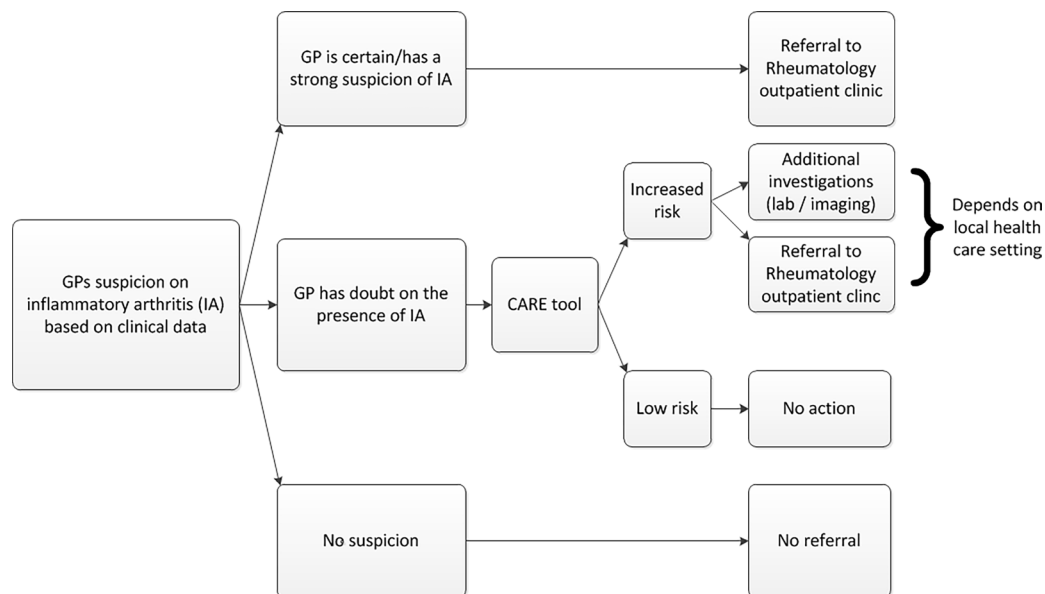 GP is certain/has a
strong suspicion of IA
Referral to
Rheumatology
outpatient clinic
Increased
risk
Additional
investigations
(lab / imaging)
Depends on
local health
care setting
GPs suspicion on
inflammatory arthritis (IA)
based on clinical data
GP has doubt on the
presence of IA
CARE tool
Referral to
Rheumatology
outpatient clinc
Low risk
No action
No suspicion
No referral